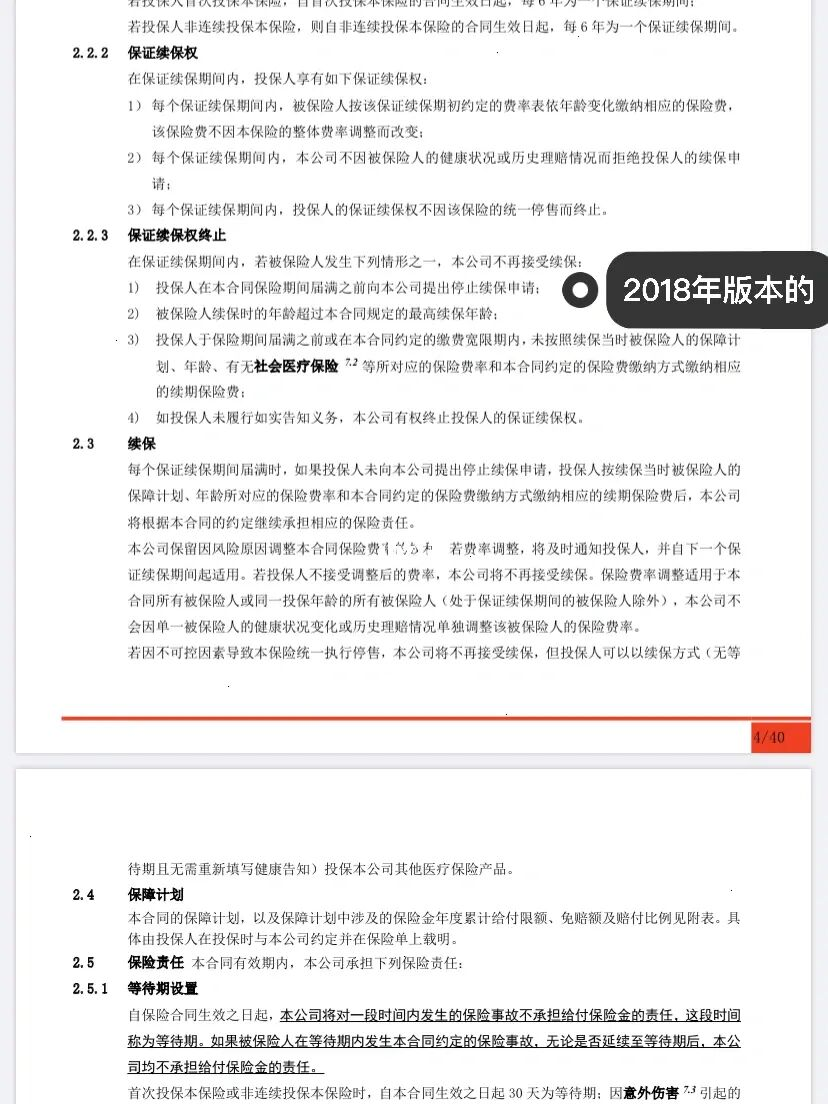 若投保人首次投保本保险，自首次投保本保险的合同生效日起，每 6 年为一个保证续保期间；
若投保人非连续投保本保险，则自非连续投保本保险的合同生效日起，每 6 年为一个保证续保期间。
2.2.2 保证续保权
在保证续保期间内，投保人享有如下保证续保权：
1） 每个保证续保期间内，被保险人按该保证续保期初约定的费率表依年龄变化缴纳相应的保险费，
该保险费不因本保险的整体费率调整而改变；
2） 每个保证续保期间内，本公司不因被保险人的健康状况或历史理赔情况而拒绝投保人的续保申
请；
3） 每个保证续保期间内，投保人的保证续保权不因该保险的统一停售而终止。
2.2.3 保证续保权终止
在保证续保期间内，若被保险人发生下列情形之一，本公司不再接受续保：
1） 投保人在本合同保险期间届满之前向本公司提出停止续保申请；
2018年版本的
2） 被保险人续保时的年龄超过本合同规定的最高续保年龄；
3） 投保人于保险期间届满之前或在本合同约定的缴费宽限期内，未按照续保当时被保险人的保障计
划、年龄、有无社会医疗保险 7.2 等所对应的保险费率和本合同约定的保险费缴纳方式缴纳相应
的续期保险费；
4） 如投保人未履行如实告知义务，本公司有权终止投保人的保证续保权。
2.3 续保
每个保证续保期间届满时，如果投保人未向本公司提出停止续保申请，投保人按续保当时被保险人的
保障计划、年龄所对应的保险费率和本合同约定的保险费缴纳方式缴纳相应的续期保险费后，本公司
将根据本合同的约定继续承担相应的保险责任。
本公司保留因风险原因调整本合同保险费 若费率调整，将及时通知投保人，并自下一个保
证续保期间起适用。若投保人不接受调整后的费率，本公司将不再接受续保。保险费率调整适用于本
合同所有被保险人或同一投保年龄的所有被保险人（处于保证续保期间的被保险人除外），本公司不
会因单一被保险人的健康状况变化或历史理赔情况单独调整该被保险人的保险费率。
若因不可控因素导致本保险统一执行停售，本公司将不再接受续保，但投保人可以以续保方式（无等
4/40
待期且无需重新填写健康告知）投保本公司其他医疗保险产品。
2.4 保障计划
本合同的保障计划，以及保障计划中涉及的保险金年度累计给付限额、免赔额及赔付比例见附表。具
体由投保人在投保时与本公司约定并在保险单上载明。
2.5 保险责任 本合同有效期内，本公司承担下列保险责任：
2.5.1 等待期设置
自保险合同生效之日起，本公司将对一段时间内发生的保险事故不承担给付保险金的责任，这段时间
称为等待期。如果被保险人在等待期内发生本合同约定的保险事故，无论是否延续至等待期后，本公
司均不承担给付保险金的责任。
首次投保本保险或非连续投保本保险时，自本合同生效之日起 30 天为等待期；因意外伤害 7.3 引起的